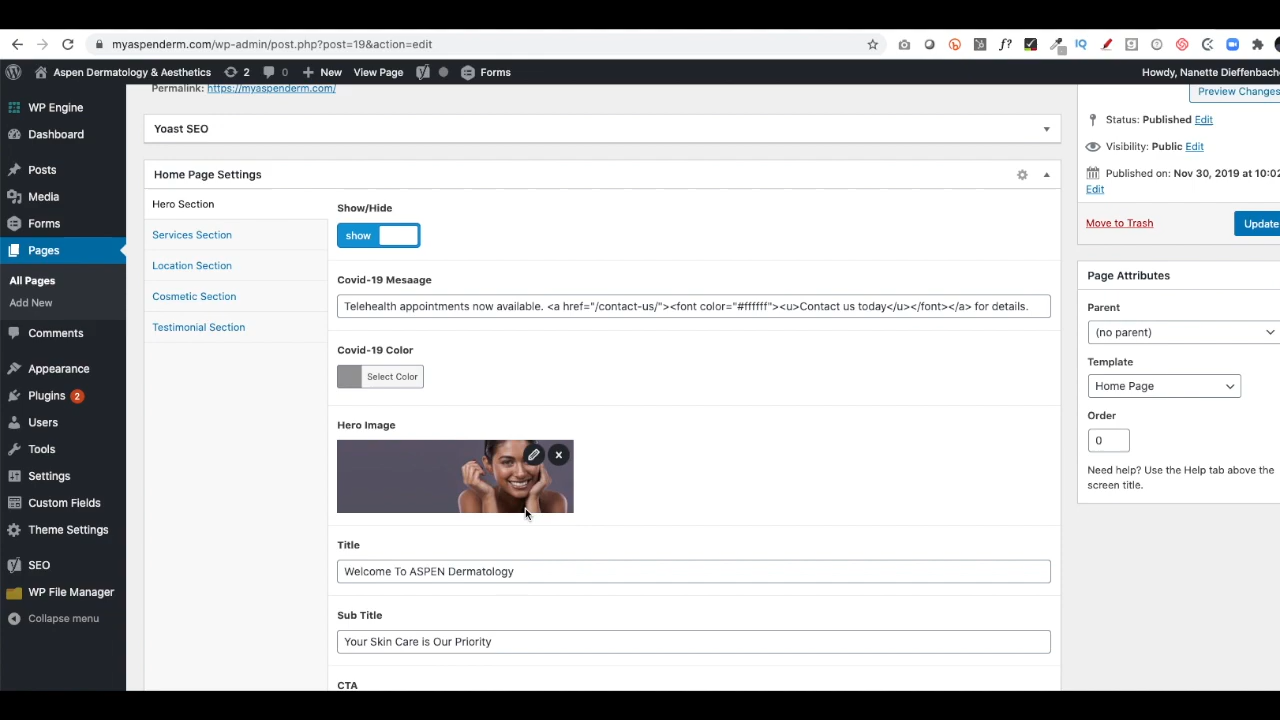 myaspenderm.com/wp-admin/post.php?post=19&action=edit
f?
IQ
Aspen Dermatology & Aesthetics 2 0 New View Page Forms Howdy, Nanette Dieffenbach
WP Engine
Dashboard
Posts
Media
Forms
Pages
All Pages
Add New
Comments
Appearance
Plugins 2
Users
Tools
Settings
Custom Fields
Theme Settings
SEO
WP File Manager
Collapse menu
Permalink: https://myaspenderm.com/
Yoast SEO
Home Page Settings
Hero Section
Services Section
Location Section
Cosmetic Section
Testimonial Section
Show/Hide
show
Covid-19 Mesaage
Telehealth appointments now available. <a href="/contact-us/"><font color="#ffffff"><u>Contact us today</u></font></a> for details.
Covid-19 Color
Select Color
Hero Image
Title
Welcome To ASPEN Dermatology
Sub Title
Your Skin Care is Our Priority
CTA
Preview Changes
Status: Published Edit
Visibility: Public Edit
Published on: Nov 30, 2019 at 10:02
Edit
Move to Trash
Update
Page Attributes
Parent
(no parent)
Template
Home Page
Order
0
Need help? Use the Help tab above the
screen title.